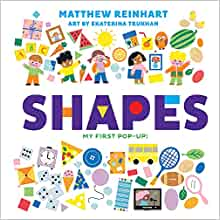 MATTHEW REINHART
ART BY EKATERINA TRUKHAN
SHAPES
MY FIRST POP-UP!